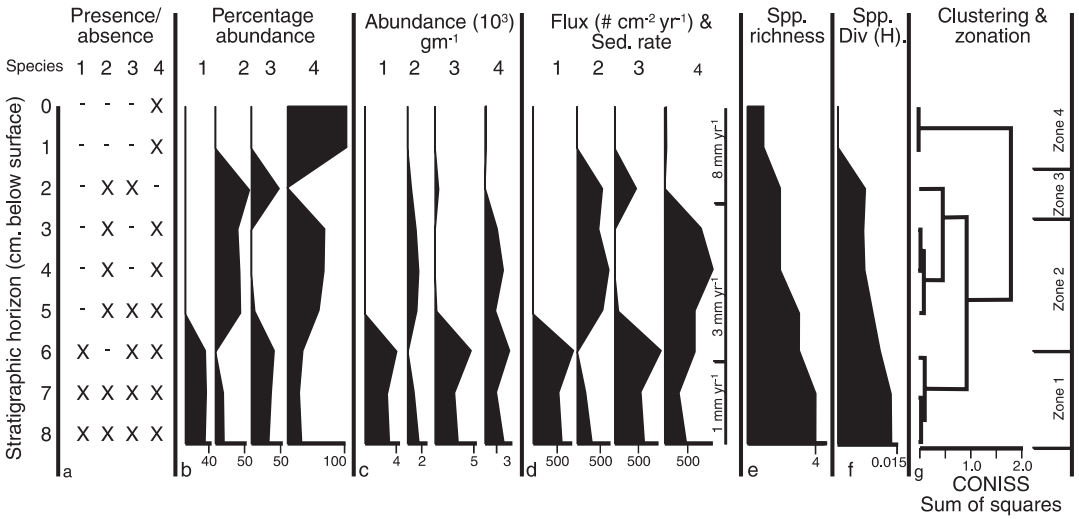 Presence/
absence
Percentage
abundance
Abundance (10³)
gm⁻¹
Flux (# cm⁻² yr⁻¹) &
Sed. rate
Spp.
richness
Spp.
Div (H).
Clustering &
zonation
Species 1 2 3 4 1 2 3 4 1 2 3 4 1 2 3 4
Stratigraphic horizon (cm. below surface)
0 - - - X
1 - - - X
2 - X X -
3 - X - X
4 - X - X
5 - X X X
6 X - X X
7 X X X X
8 X X X X
8 mm yr⁻¹
3 mm yr⁻¹
1 mm yr⁻¹
Zone 4
Zone 3
Zone 2
Zone 1
a b 40 50 50 100 c 4 2 5 3 d 500 500 500 500 e 4 f 0.015 g 1.0 2.0
CONISS
Sum of squares